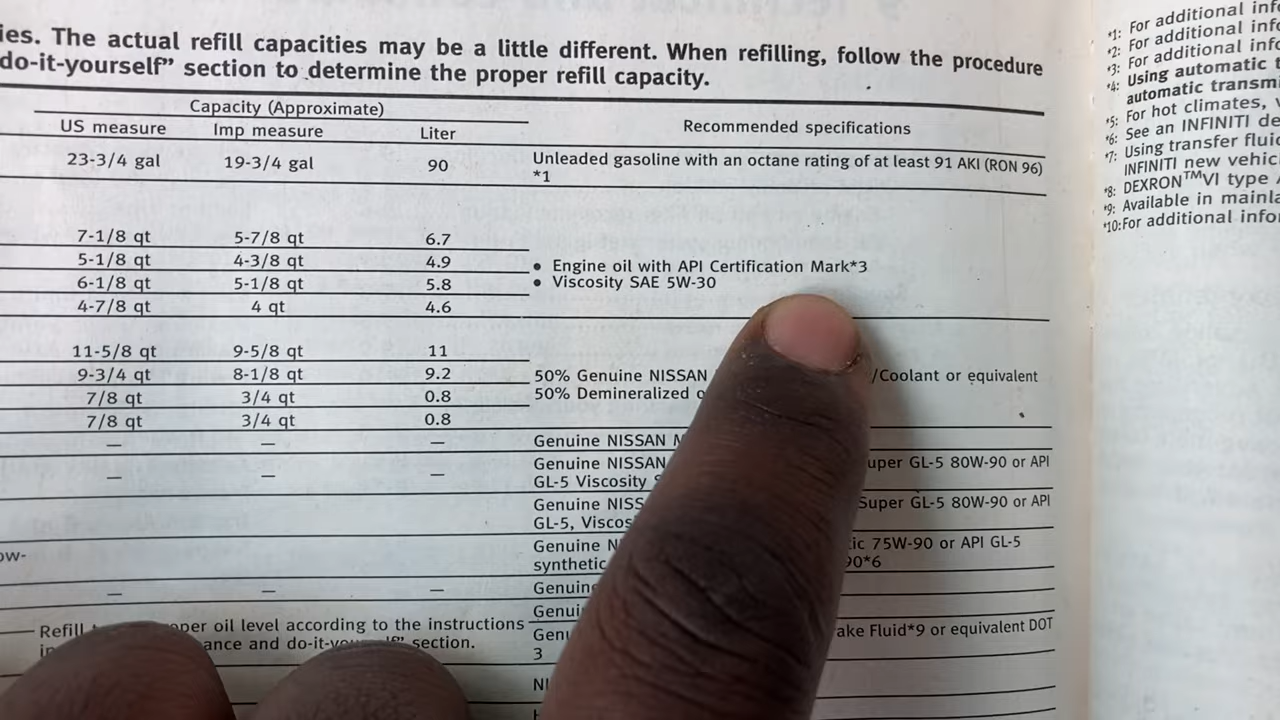 ies. The actual refill capacities may be a little different. When refilling, follow the procedure
do-it-yourself” section to determine the proper refill capacity.
Capacity (Approximate)
US measure Imp measure Liter Recommended specifications
23-3/4 gal 19-3/4 gal 90 Unleaded gasoline with an octane rating of at least 91 AKI (RON 96)
*1
7-1/8 qt 5-7/8 qt 6.7
5-1/8 qt 4-3/8 qt 4.9
6-1/8 qt 5-1/8 qt 5.8
4-7/8 qt 4 qt 4.6
• Engine oil with API Certification Mark*3
• Viscosity SAE 5W-30
11-5/8 qt 9-5/8 qt 11
9-3/4 qt 8-1/8 qt 9.2
7/8 qt 3/4 qt 0.8
7/8 qt 3/4 qt 0.8
50% Genuine NISSAN /Coolant or equivalent
50% Demineralized o
— — — Genuine NISSAN M
— — — Genuine NISSAN uper GL-5 80W-90 or API
GL-5 Viscosity S
Genuine NISS Super GL-5 80W-90 or API
GL-5, Viscos
ow-
Genuine N ic 75W-90 or API GL-5
synthetic 90*6
— — — Genuine
Genui
Refill oper oil level according to the instructions
in ance and do-it-you lf” section.
Genu ake Fluid*9 or equivalent DOT
3
NI
*1: For additional info
*2: For additional info
*3: For additional info
*4: Using automatic t
automatic transmi
*5: For hot climates,
*6: See an INFINITI de
*7: Using transfer fluid
INFINITI new vehic
*8: DEXRON™VI type A
*9: Available in mainla
*10:For additional infor